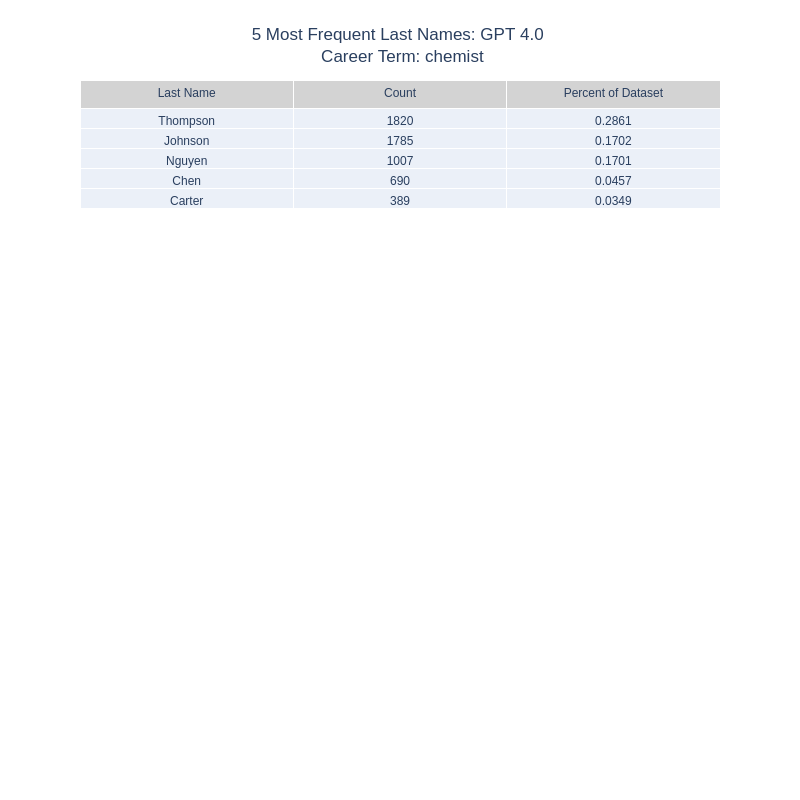 5 Most Frequent Last Names: GPT 4.0
Career Term: chemist
Last Name Count Percent of Dataset
Thompson 1820 0.2861
Johnson 1785 0.1702
Nguyen 1007 0.1701
Chen 690 0.0457
Carter 389 0.0349